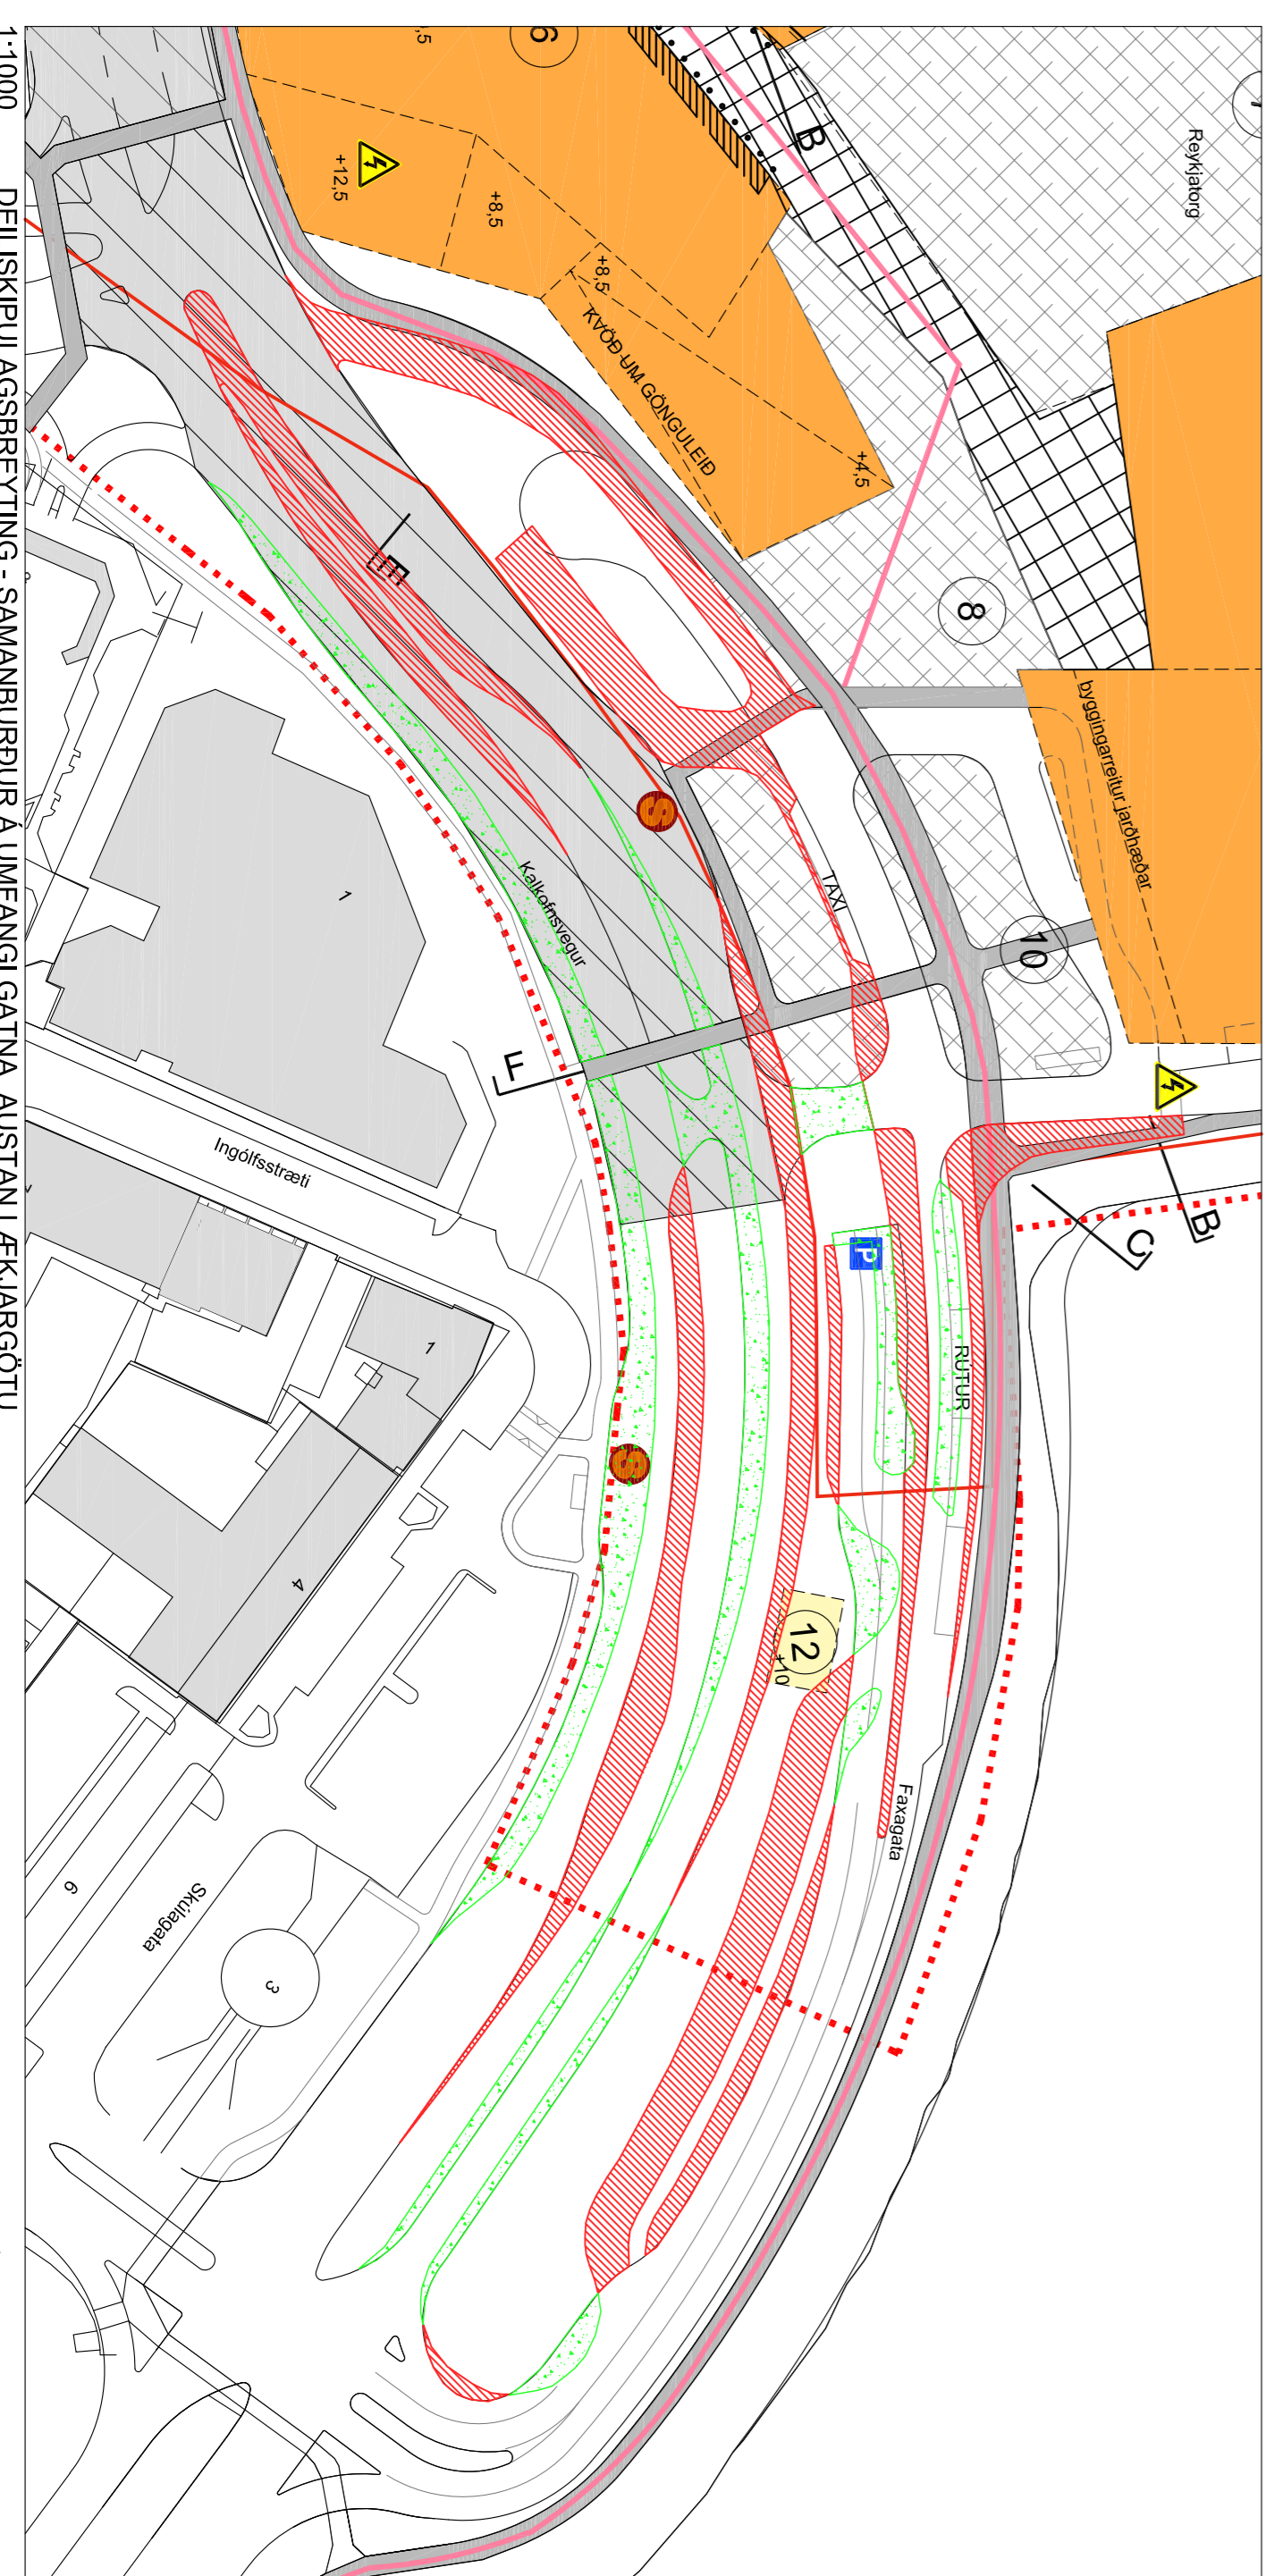 1:1000
DEILISKIPULAGSBREYTING - SAMANBURÐUR Á UMFANGI GATNA AUSTAN LÆKJARGÖTU
Reykjatorg
B
6
+12,5
+8,5
+8,5
KVÖÐ UM GÖNGULEIÐ
+4,5
8
byggingarreitur jarðhæðar
E
S
TAXI
10
Kalkofnsvegur
1
F
Ingólfsstræti
B
C
P
RÚTUR
1
S
4
12
+10
Faxagata
Skúlagata
6
3